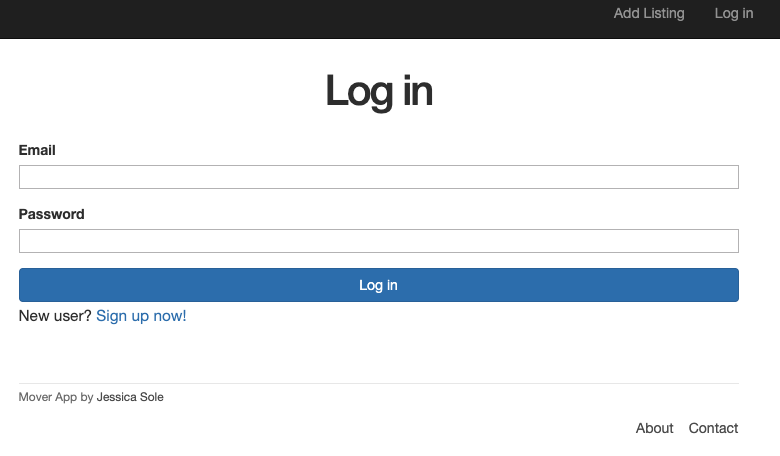 Add Listing Log in
Log in
Email
Password
Log in
New user? Sign up now!
Mover App by Jessica Sole
About Contact